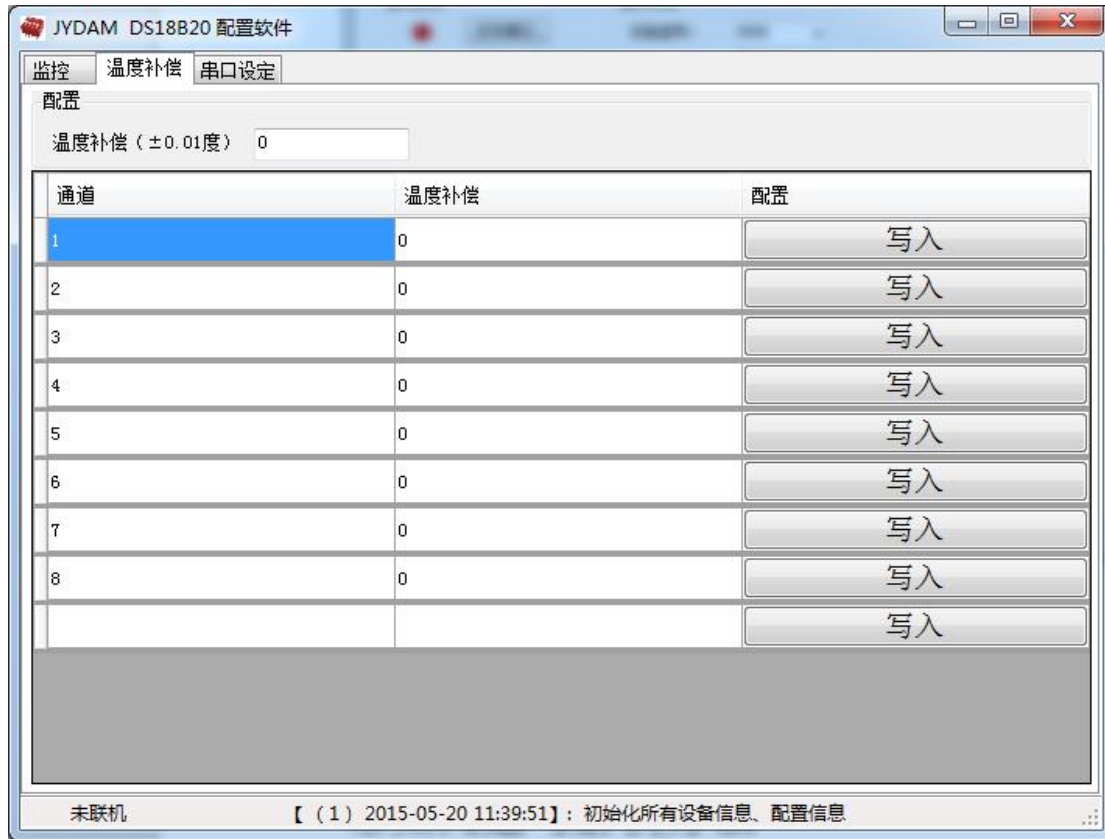 JYDAM DS18B20 配置软件
监控 温度补偿 串口设定
配置
温度补偿（±0.01度） 0
通道 温度补偿 配置
1 0 写入
2 0 写入
3 0 写入
4 0 写入
5 0 写入
6 0 写入
7 0 写入
8 0 写入
写入
未联机 【（1）2015-05-20 11:39:51】: 初始化所有设备信息、配置信息